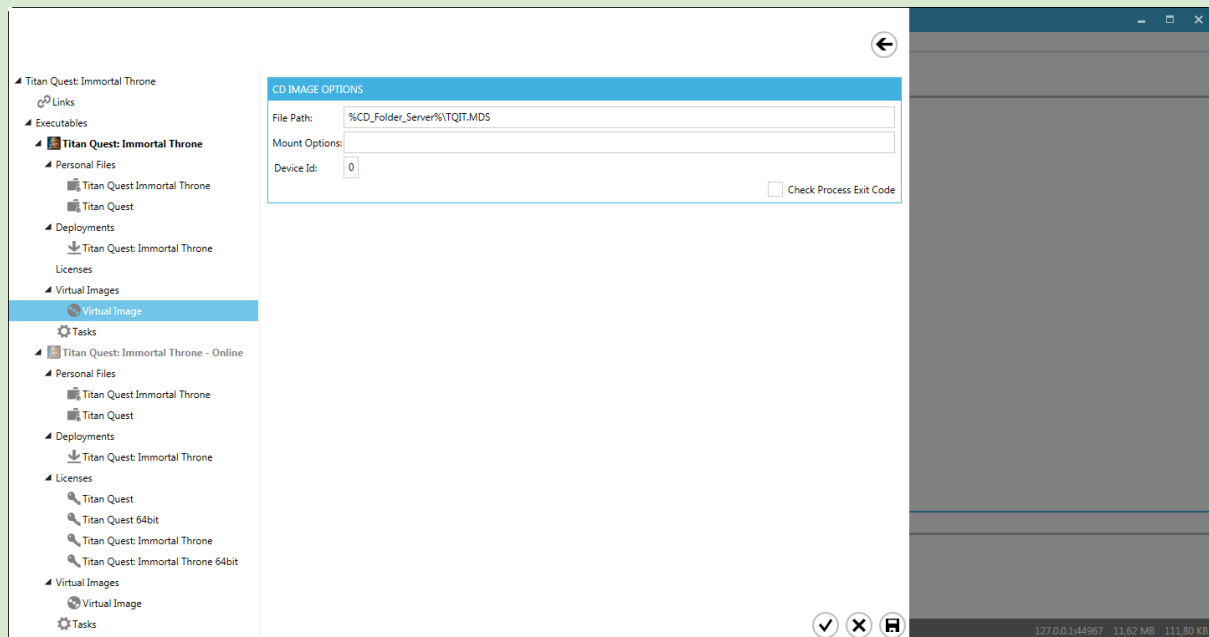 Titan Quest: Immortal Throne
Links
Executables
Titan Quest: Immortal Throne
Personal Files
Titan Quest Immortal Throne
Titan Quest
Deployments
Titan Quest: Immortal Throne
Licenses
Virtual Images
Virtual Image
Tasks
Titan Quest: Immortal Throne - Online
Personal Files
Titan Quest Immortal Throne
Titan Quest
Deployments
Titan Quest: Immortal Throne
Licenses
Titan Quest
Titan Quest 64bit
Titan Quest: Immortal Throne
Titan Quest: Immortal Throne 64bit
Virtual Images
Virtual Image
Tasks
CD IMAGE OPTIONS
File Path: %CD_Folder_Server%\TQIT.MDS
Mount Options:
Device Id: 0
Check Process Exit Code
127.0.0.1:44967 11,62 MB 111,80 KB